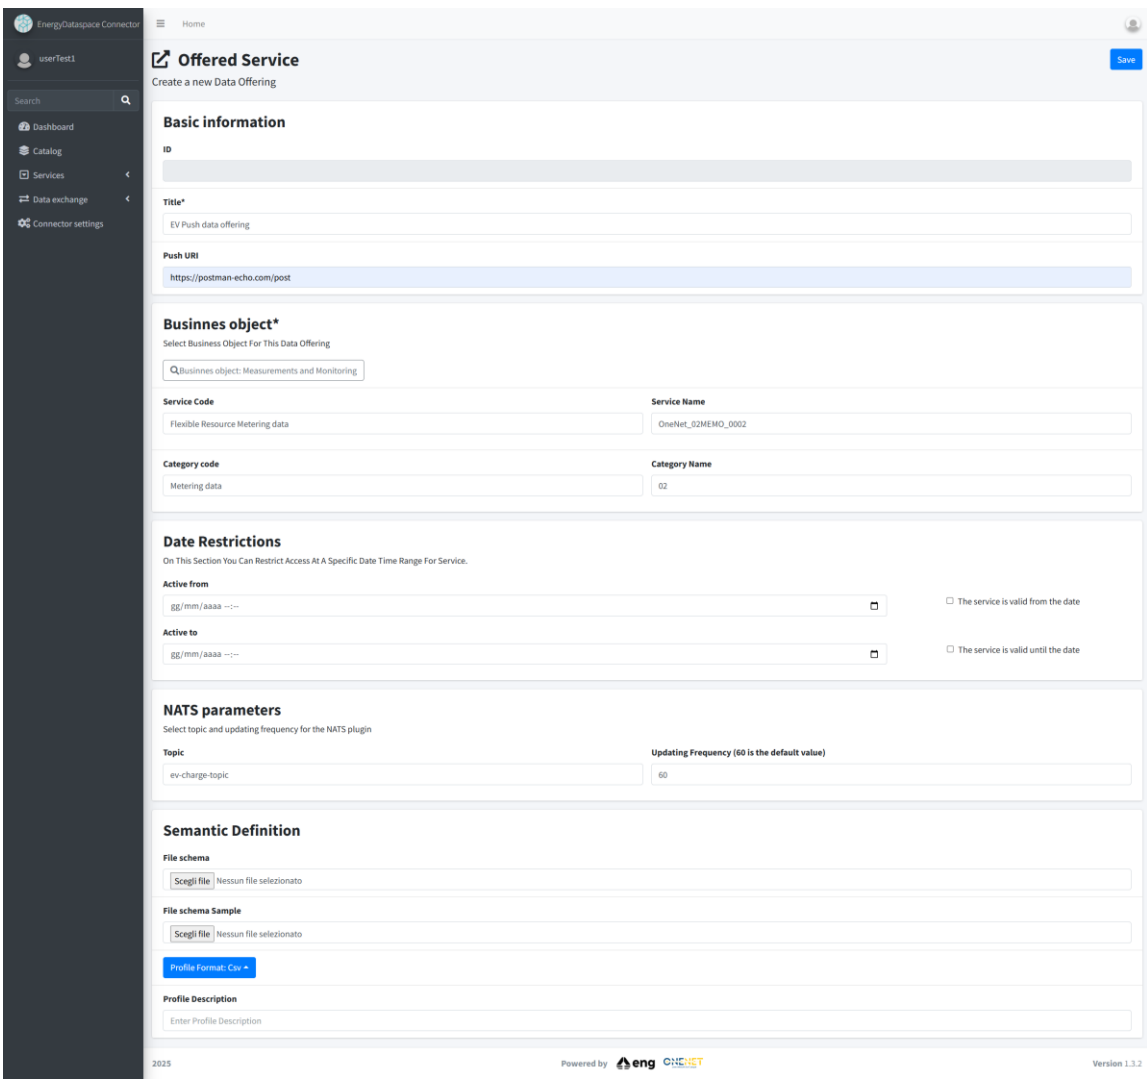 EnergyDataspace Connector
Home
userTest1
Search
Dashboard
Catalog
Services
Data exchange
Connector settings
Offered Service
Save
Create a new Data Offering
Basic information
ID
Title*
EV Push data offering
Push URI
https://postman-echo.com/post
Businnes object*
Select Business Object For This Data Offering
Businnes object: Measurements and Monitoring
Service Code
Service Name
Flexible Resource Metering data
OneNet_02MEMO_0002
Category code
Category Name
Metering data
02
Date Restrictions
On This Section You Can Restrict Access At A Specific Date Time Range For Service.
Active from
gg/mm/aaaa --:--
The service is valid from the date
Active to
gg/mm/aaaa --:--
The service is valid until the date
NATS parameters
Select topic and updating frequency for the NATS plugin
Topic
Updating Frequency (60 is the default value)
ev-charge-topic
60
Semantic Definition
File schema
Scegli file Nessun file selezionato
File schema Sample
Scegli file Nessun file selezionato
Profile Format: Csv
Profile Description
Enter Profile Description
2025
Powered by eng ONENET
Version 1.3.2